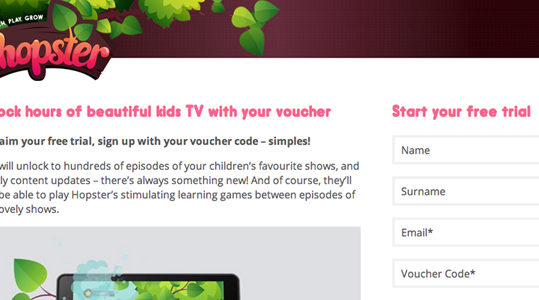 N, PLAY, GROW
hopster
ock hours of beautiful kids TV with your voucher
aim your free trial, sign up with your voucher code – simples!
will unlock to hundreds of episodes of your children's favourite shows, and
ly content updates – there's always something new! And of course, they'll
be able to play Hopster's stimulating learning games between episodes of
ovely shows.
Start your free trial
Name
Surname
Email*
Voucher Code*